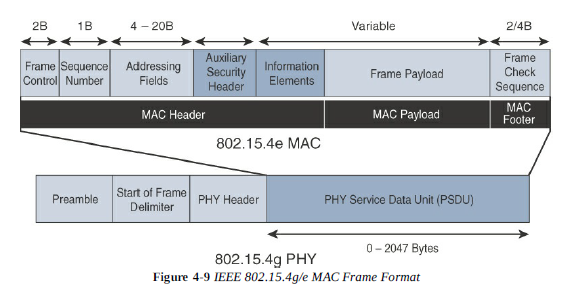 2B 1B 4 – 20B Variable 2/4B
Frame Control
Sequence Number
Addressing Fields
Auxiliary Security Header
Information Elements
Frame Payload
Frame Check Sequence
MAC Header
MAC Payload
MAC Footer
802.15.4e MAC
Preamble
Start of Frame Delimiter
PHY Header
PHY Service Data Unit (PSDU)
0 – 2047 Bytes
802.15.4g PHY
Figure 4-9 IEEE 802.15.4g/e MAC Frame Format